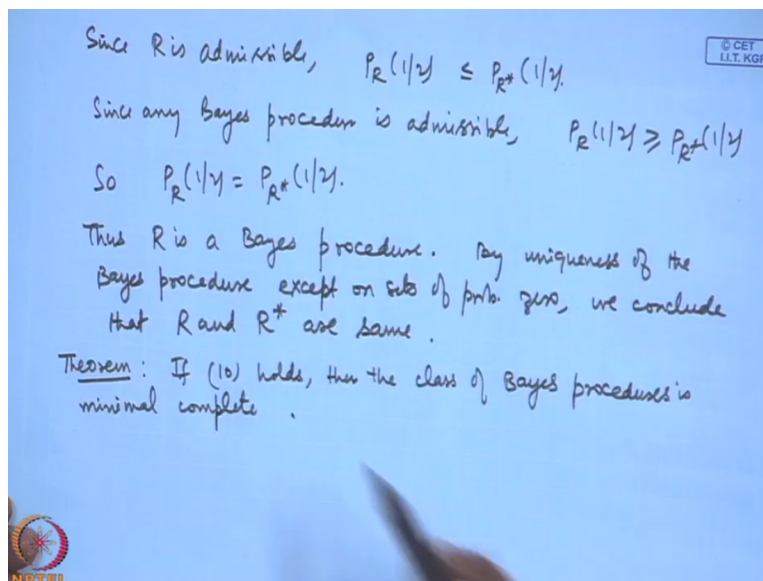 Since R is admissible, P_R(1/2) ≤ P_R*(1/2).
© CET
I.I.T. KGP
Since any Bayes procedure is admissible, P_R(1/2) ≥ P_R*(1/2)
So P_R(1/2) = P_R*(1/2).
Thus R is a Bayes procedure. By uniqueness of the
Bayes procedure except on sets of prob. zero, we conclude
that R and R* are same.
Theorem: If (10) holds, then the class of Bayes procedures is
minimal complete.
NPTEL